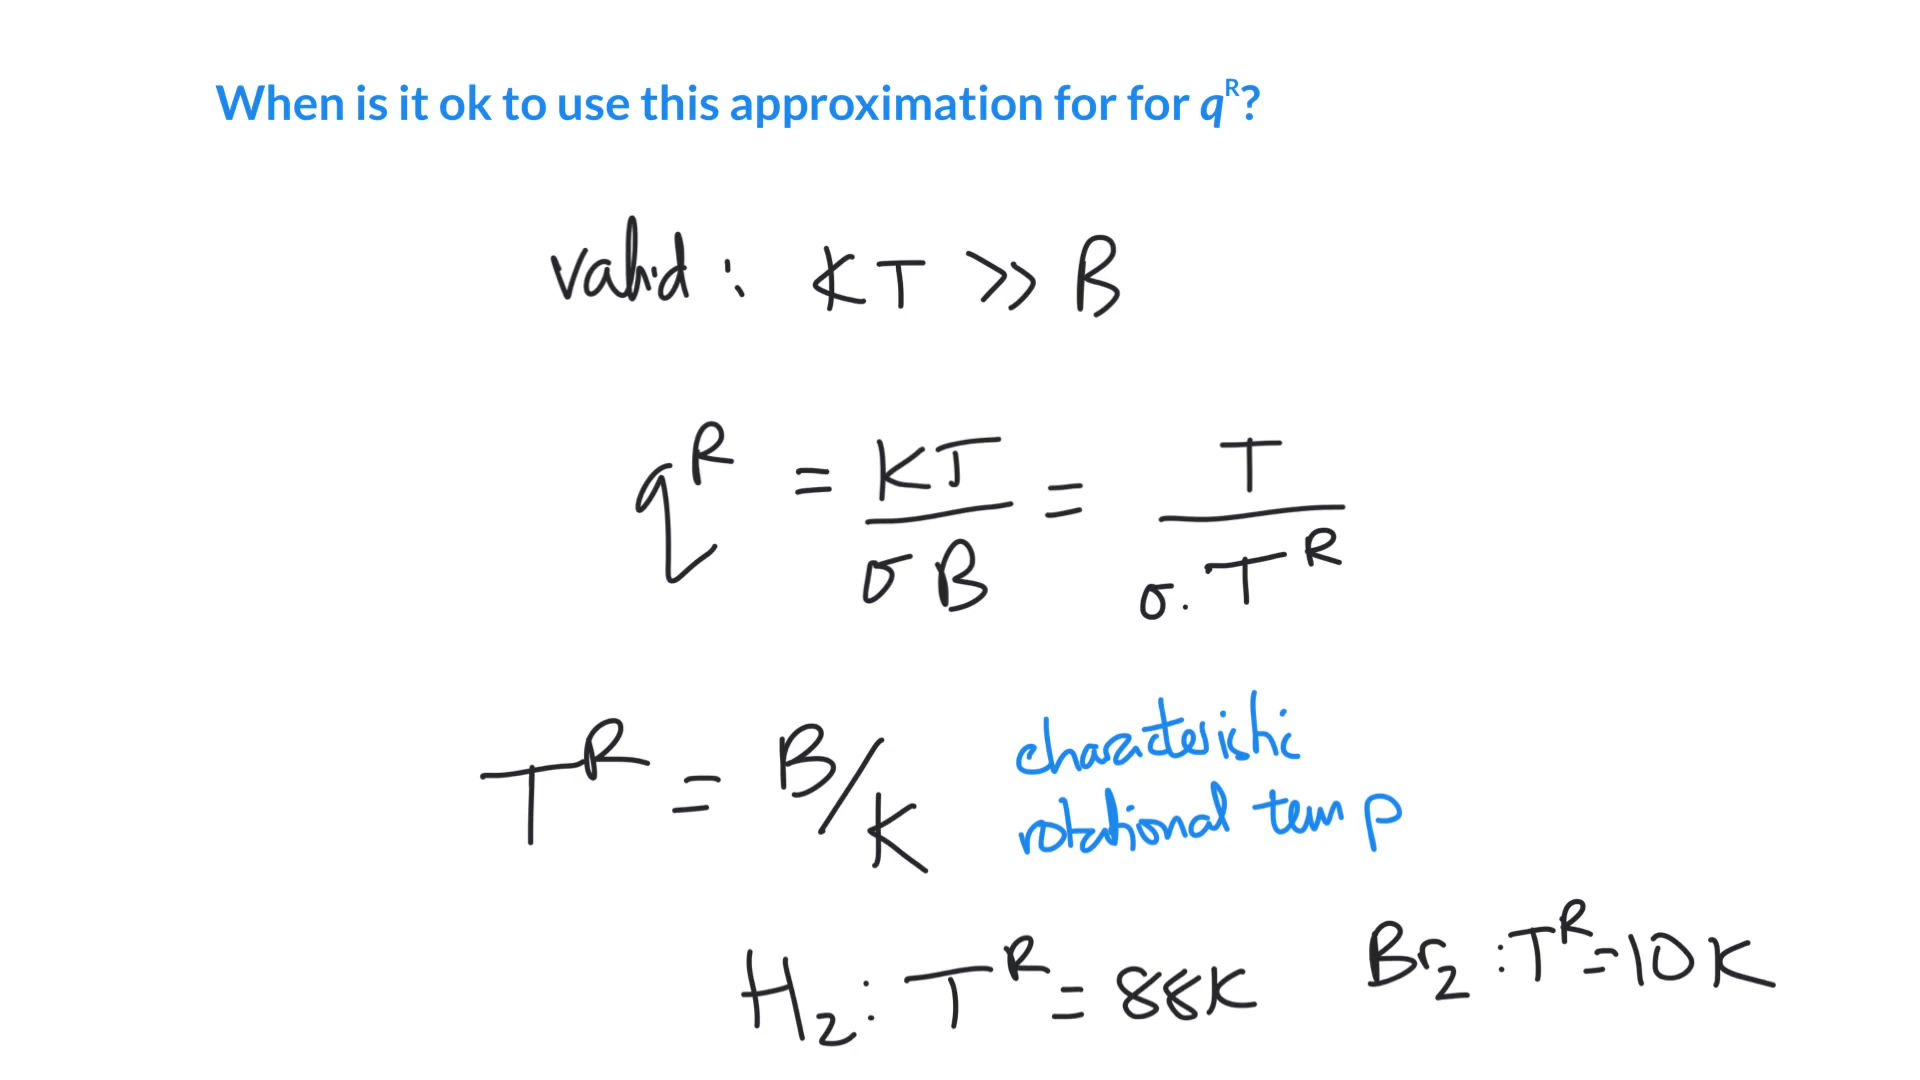 When is it ok to use this approximation for for q^R?
valid : KT >> B
q^R = KT / σB = T / σ. T^R
T^R = B/K
characteristic
rotational temp
H₂ : T^R = 88K
Br₂ : T^R = 10K